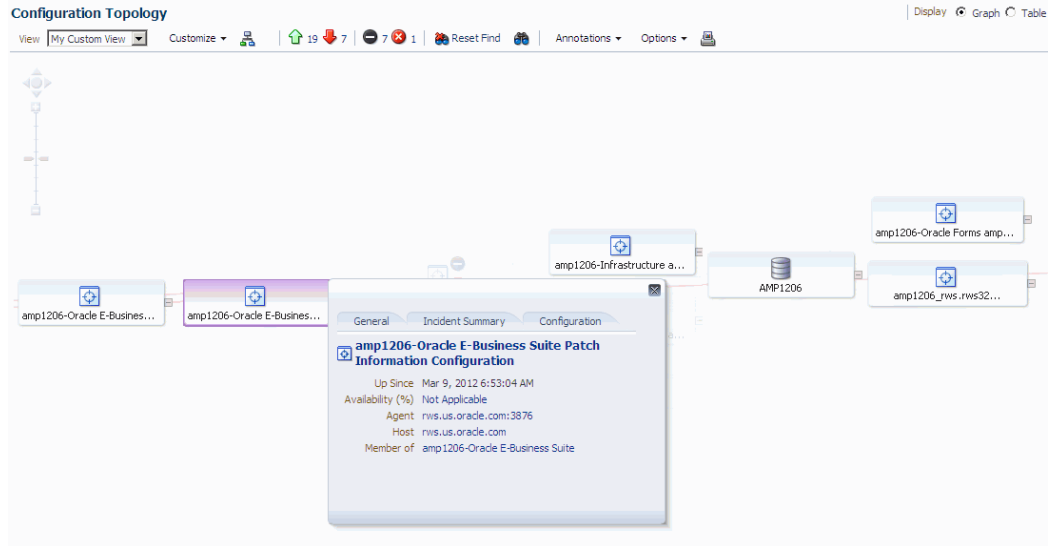 Configuration Topology
Display Graph Table
View My Custom View Customize 19 7 7 1 Reset Find Annotations Options
amp1206-Oracle Forms amp...
amp1206-Infrastructure a...
AMP1206
amp1206_rws.rws32...
amp1206-Oracle E-Busines...
amp1206-Oracle E-Busines...
General Incident Summary Configuration
amp1206-Oracle E-Business Suite Patch
Information Configuration
Up Since Mar 9, 2012 6:53:04 AM
Availability (%) Not Applicable
Agent rws.us.oracle.com:3876
Host rws.us.oracle.com
Member of amp1206-Oracle E-Business Suite